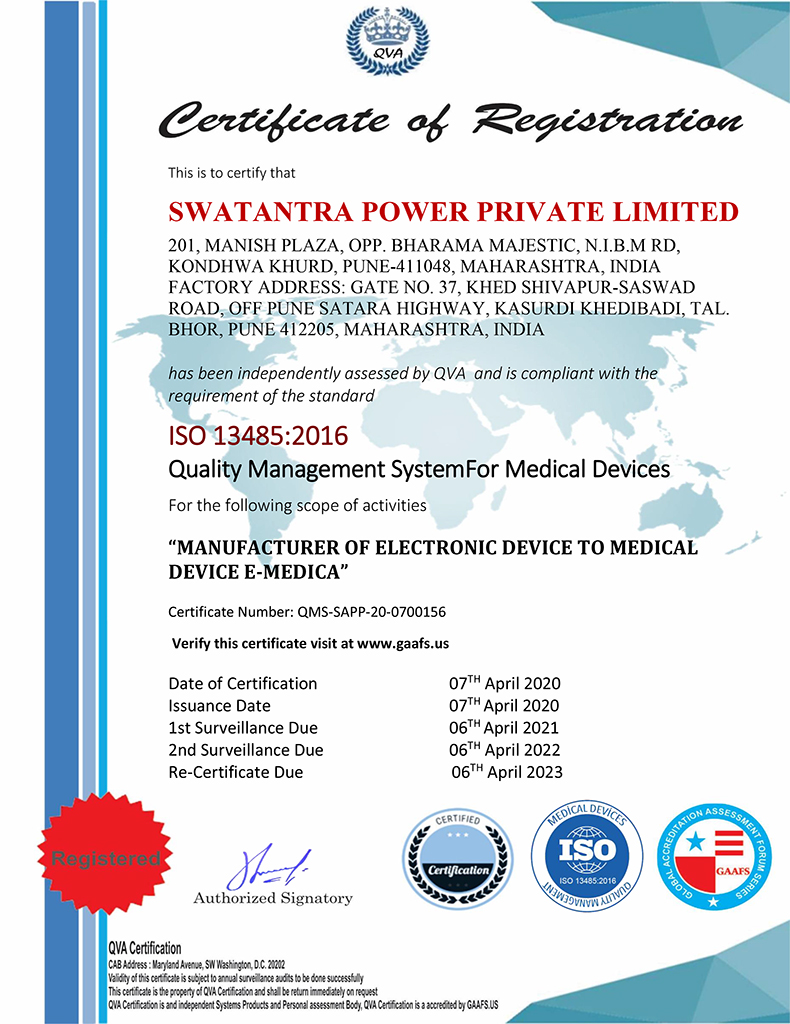 QVA
Certificate of Registration
This is to certify that
SWATANTRA POWER PRIVATE LIMITED
201, MANISH PLAZA, OPP. BHARAMA MAJESTIC, N.I.B.M RD,
KONDHWA KHURD, PUNE-411048, MAHARASHTRA, INDIA
FACTORY ADDRESS: GATE NO. 37, KHED SHIVAPUR-SASWAD
ROAD, OFF PUNE SATARA HIGHWAY, KASURDI KHEDIBADI, TAL.
BHOR, PUNE 412205, MAHARASHTRA, INDIA
has been independently assessed by QVA and is compliant with the
requirement of the standard
ISO 13485:2016
Quality Management SystemFor Medical Devices
For the following scope of activities
“MANUFACTURER OF ELECTRONIC DEVICE TO MEDICAL
DEVICE E-MEDICA”
Certificate Number: QMS-SAPP-20-0700156
Verify this certificate visit at www.gaafs.us
Date of Certification 07TH April 2020
Issuance Date 07TH April 2020
1st Surveillance Due 06TH April 2021
2nd Surveillance Due 06TH April 2022
Re-Certificate Due 06TH April 2023
Registered
Authorized Signatory
CERTIFIED
Certification
MEDICAL DEVICES
ISO
ISO 13485:2016
QUALITY MANAGEMENT
GLOBAL ACCREDITATION ASSESSMENT FORUM SERIES
GAAFS
QVA Certification
CAB Address : Maryland Avenue, SW Washington, D.C. 20202
Validity of this certificate is subject to annual surveillance audits to be done successfully
This certificate is the property of QVA Certification and shall be return immediately on request
QVA Certification is and independent Systems Products and Personal assessment Body, QVA Certification is a accredited by GAAFS.US